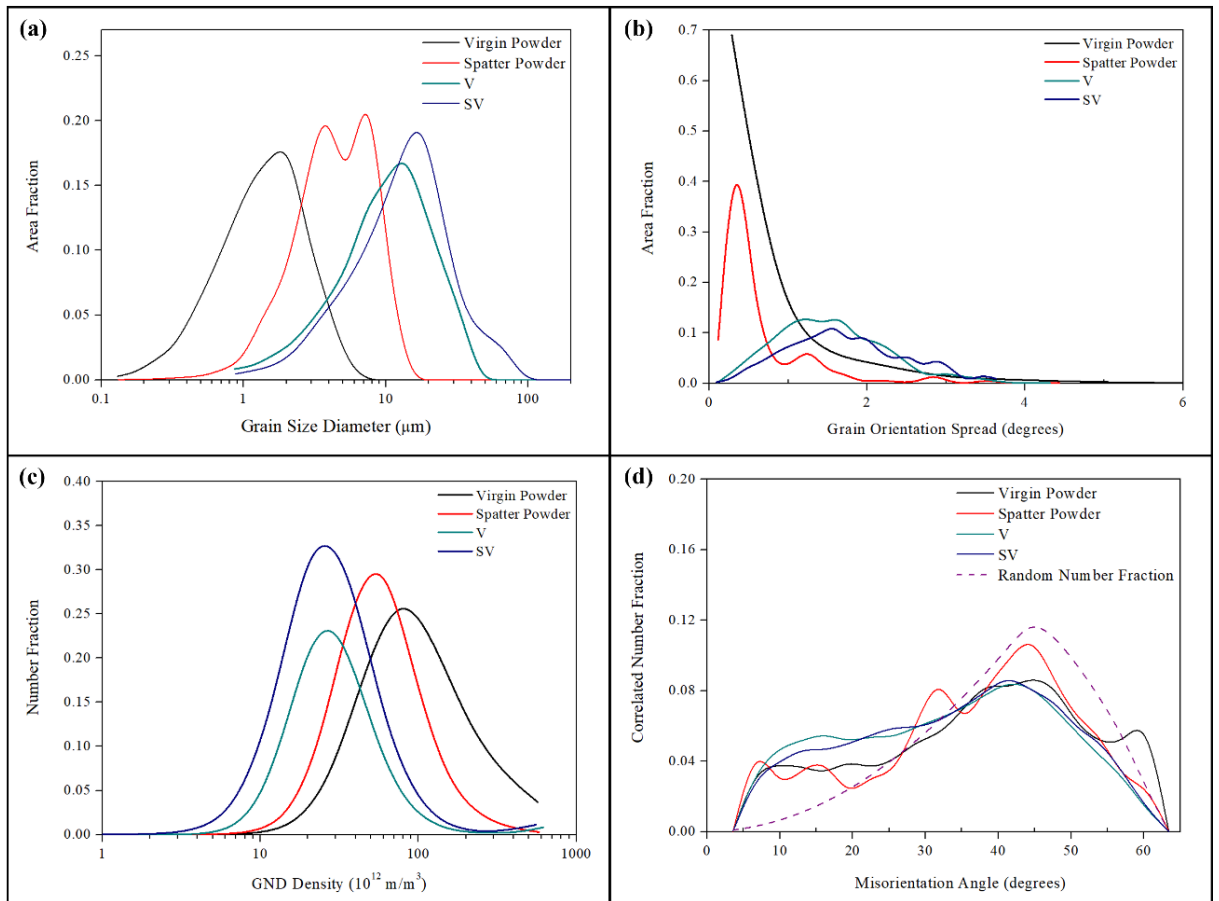 (a)
0.25
0.20
0.15
0.10
0.05
0.00
Area Fraction
0.1
1
10
100
Grain Size Diameter (µm)
Virgin Powder
Spatter Powder
V
SV
(b)
0.7
0.6
0.5
0.4
0.3
0.2
0.1
0.0
Area Fraction
0
2
4
6
Grain Orientation Spread (degrees)
Virgin Powder
Spatter Powder
V
SV
(c)
0.40
0.35
0.30
0.25
0.20
0.15
0.10
0.05
0.00
Number Fraction
1
10
100
1000
GND Density (10¹² m/m³)
Virgin Powder
Spatter Powder
V
SV
(d)
0.20
0.16
0.12
0.08
0.04
0.00
Correlated Number Fraction
0
10
20
30
40
50
60
Misorientation Angle (degrees)
Virgin Powder
Spatter Powder
V
SV
Random Number Fraction